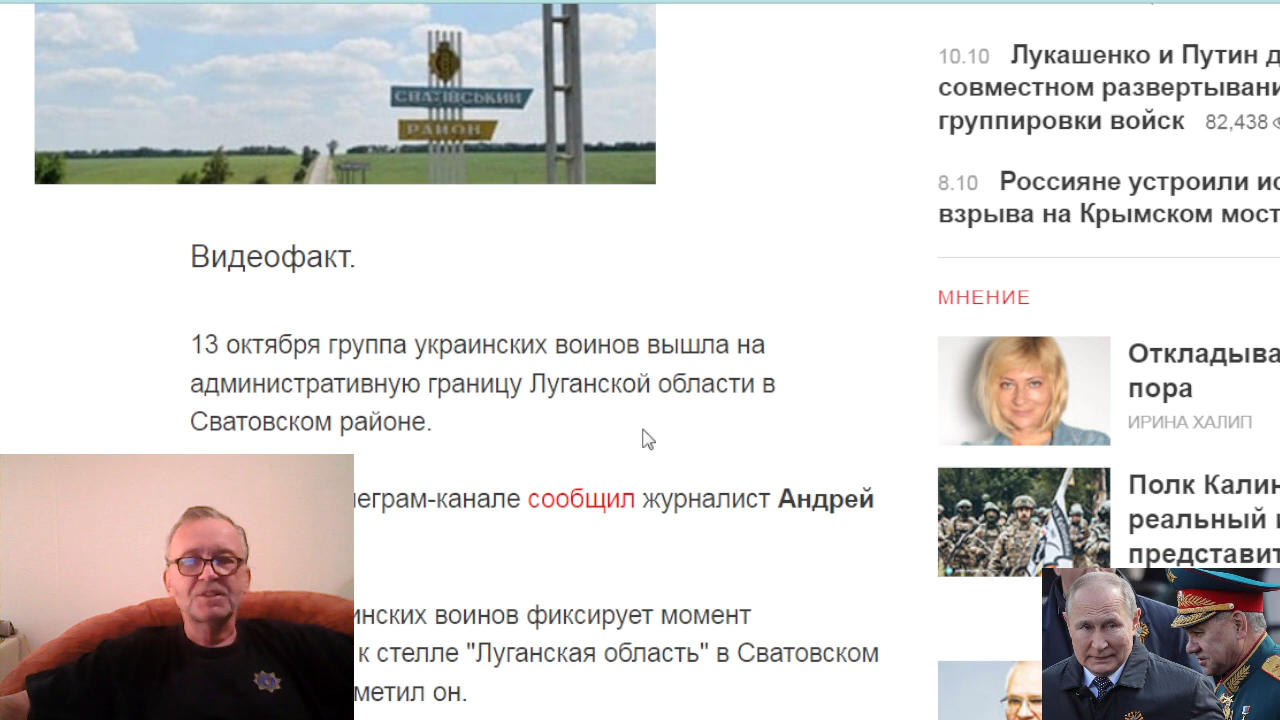 СВАТІВСЬКИЙ
РАЙОН
Видеофакт.
13 октября группа украинских воинов вышла на
административную границу Луганской области в
Сватовском районе.
леграм-канале сообщил журналист Андрей
инских воинов фиксирует момент
к стелле "Луганская область" в Сватовском
метил он.
10.10 Лукашенко и Путин д
совместном развертывани
группировки войск 82,438
8.10 Россияне устроили ис
взрыва на Крымском мост
МНЕНИЕ
Откладыва
пора
ИРИНА ХАЛИП
Полк Калин
реальный
представит